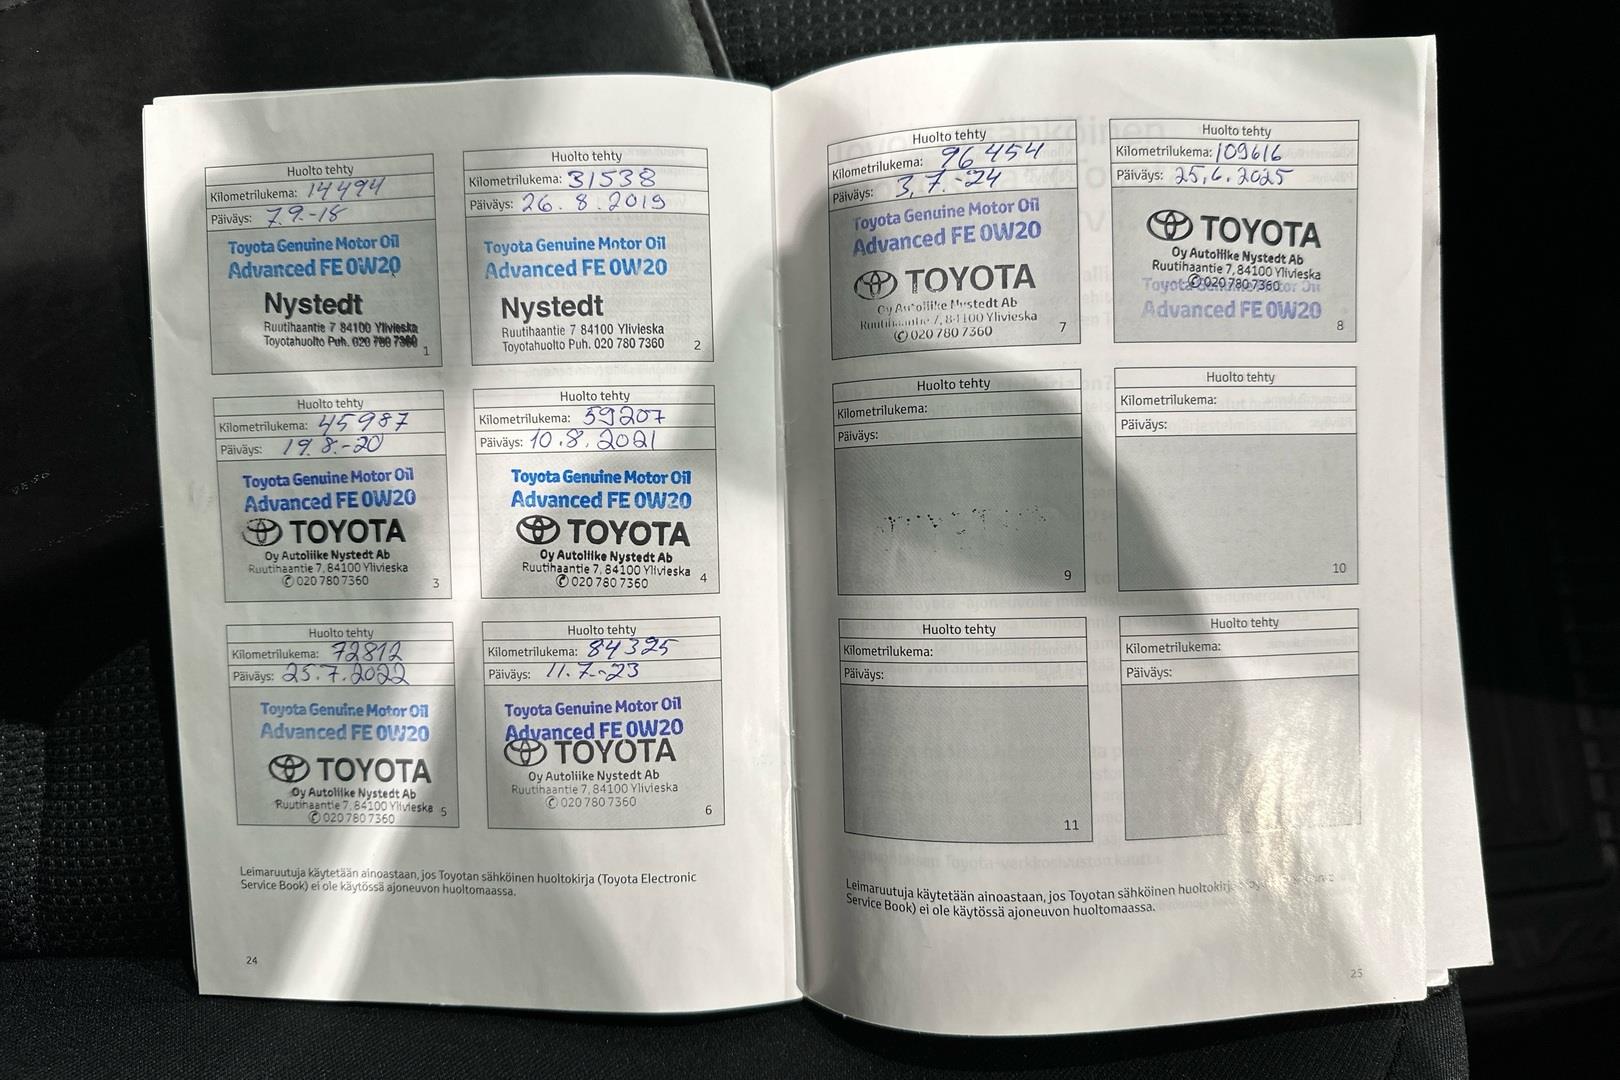 Huolto tehty
Kilometrilukema: 14494
Päiväys: 7.9.-18
Toyota Genuine Motor Oil
Advanced FE 0W20
Nystedt
Ruutihaantie 7 84100 Ylivieska
Toyotahuolto Puh. 020 780 7360
1
Huolto tehty
Kilometrilukema: 31538
Päiväys: 26.8.2019
Toyota Genuine Motor Oil
Advanced FE 0W20
Nystedt
Ruutihaantie 7 84100 Ylivieska
Toyotahuolto Puh. 020 780 7360
2
Huolto tehty
Kilometrilukema: 45987
Päiväys: 19.8.-20
Toyota Genuine Motor Oil
Advanced FE 0W20
TOYOTA
Oy Autoliike Nystedt Ab
Ruutihaantie 7, 84100 Ylivieska
✆ 020 780 7360
3
Huolto tehty
Kilometrilukema: 59207
Päiväys: 10.8.2021
Toyota Genuine Motor Oil
Advanced FE 0W20
TOYOTA
Oy Autoliike Nystedt Ab
Ruutihaantie 7, 84100 Ylivieska
✆ 020 780 7360
4
Huolto tehty
Kilometrilukema: 72812
Päiväys: 25.7.2022
Toyota Genuine Motor Oil
Advanced FE 0W20
TOYOTA
Oy Autoliike Nystedt Ab
Ruutihaantie 7, 84100 Ylivieska
✆ 020 780 7360
5
Huolto tehty
Kilometrilukema: 84325
Päiväys: 11.7.-23
Toyota Genuine Motor Oil
Advanced FE 0W20
TOYOTA
Oy Autoliike Nystedt Ab
Ruutihaantie 7, 84100 Ylivieska
✆ 020 780 7360
6
Leimaruutuja käytetään ainoastaan, jos Toyotan sähköinen huoltokirja (Toyota Electronic
Service Book) ei ole käytössä ajoneuvon huoltomaassa.
24
Huolto tehty
Kilometrilukema: 96454
Päiväys: 3.7.-24
Toyota Genuine Motor Oil
Advanced FE 0W20
TOYOTA
Oy Autoliike Nystedt Ab
Ruutihaantie 7, 84100 Ylivieska
✆ 020 780 7360
7
Huolto tehty
Kilometrilukema: 109616
Päiväys: 25.6.2025
TOYOTA
Oy Autoliike Nystedt Ab
Ruutihaantie 7, 84100 Ylivieska
✆ 020 780 7360
Toyota Genuine Motor Oil
Advanced FE 0W20
8
Huolto tehty
Kilometrilukema:
Päiväys:
9
Huolto tehty
Kilometrilukema:
Päiväys:
10
Huolto tehty
Kilometrilukema:
Päiväys:
11
Huolto tehty
Kilometrilukema:
Päiväys:
Leimaruutuja käytetään ainoastaan, jos Toyotan sähköinen
Service Book) ei ole käytössä ajoneuvon huoltomaassa.
25